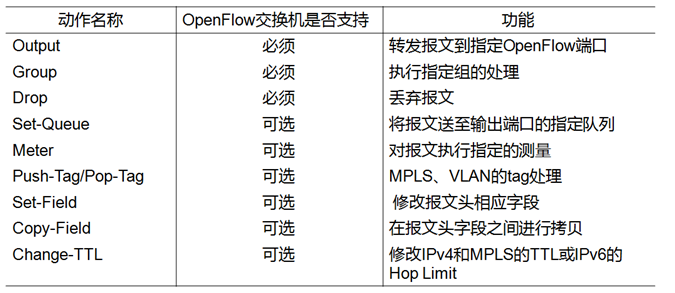 动作名称 OpenFlow交换机是否支持 功能
Output 必须 转发报文到指定OpenFlow端口
Group 必须 执行指定组的处理
Drop 必须 丢弃报文
Set-Queue 可选 将报文送至输出端口的指定队列
Meter 可选 对报文执行指定的测量
Push-Tag/Pop-Tag 可选 MPLS、VLAN的tag处理
Set-Field 可选 修改报文头相应字段
Copy-Field 可选 在报文头字段之间进行拷贝
Change-TTL 可选 修改IPv4和MPLS的TTL或IPv6的
Hop Limit